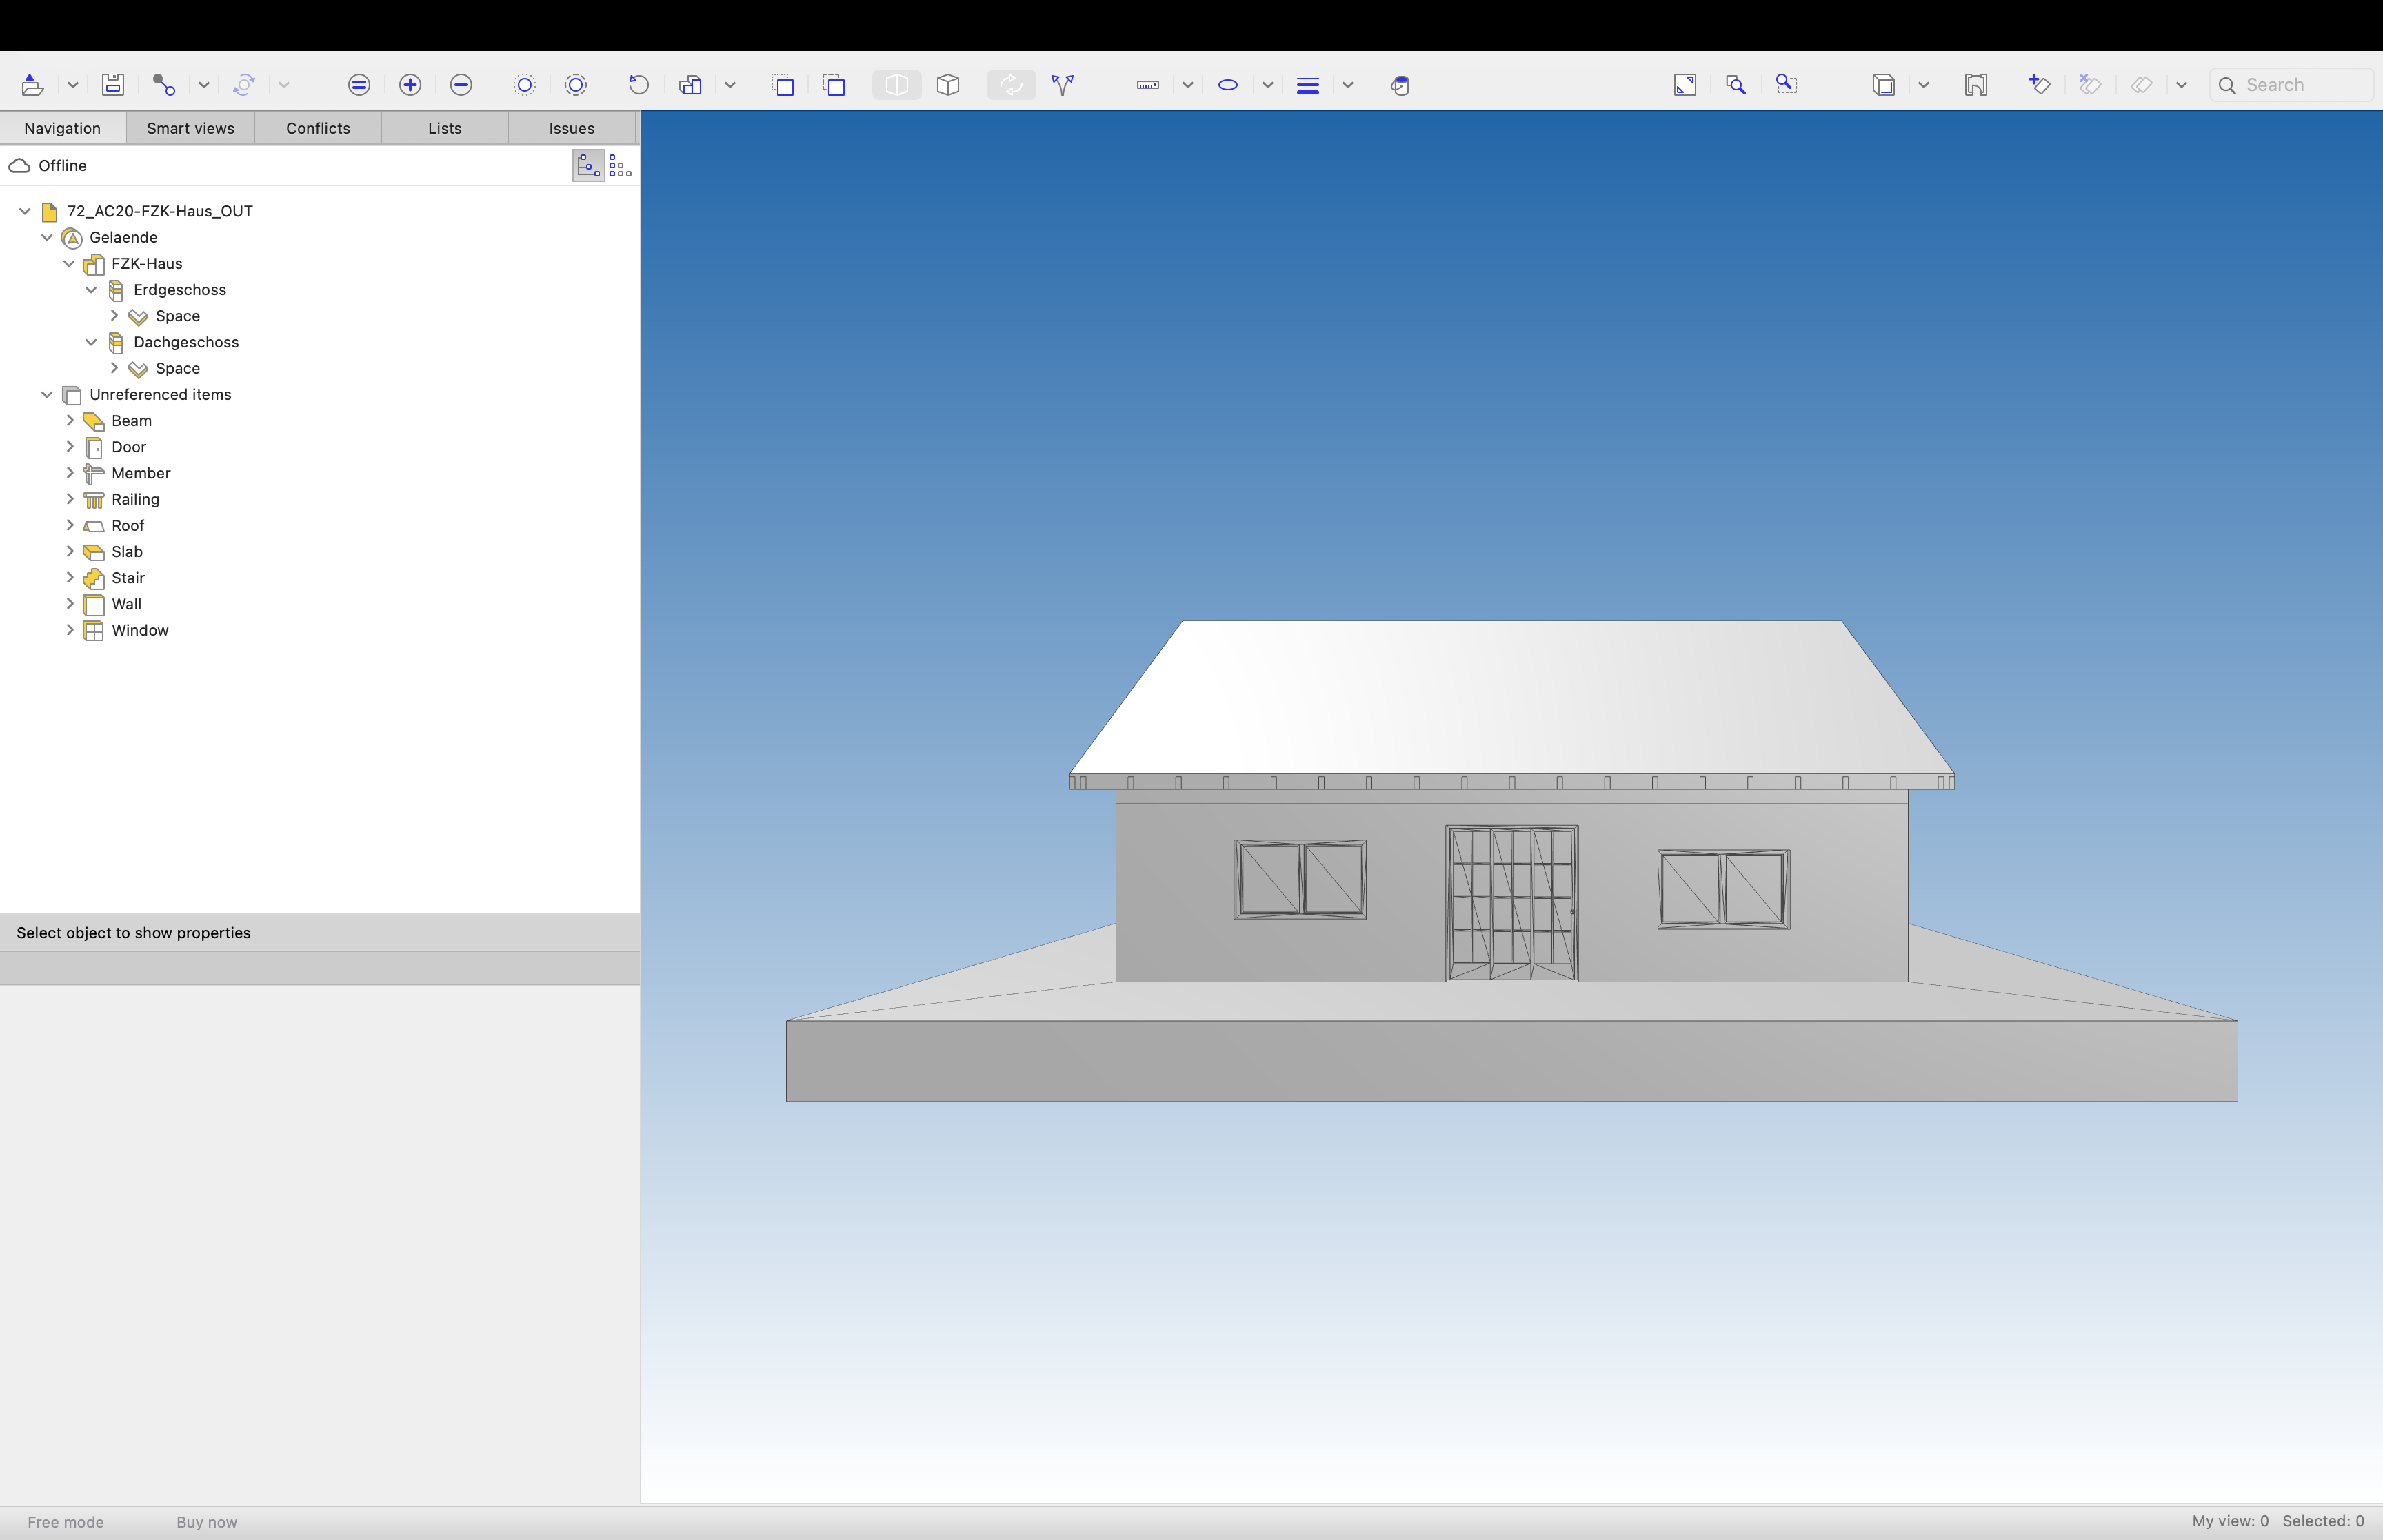 Search
Navigation
Smart views
Conflicts
Lists
Issues
Offline
72_AC20-FZK-Haus_OUT
Gelaende
FZK-Haus
Erdgeschoss
Space
Dachgeschoss
Space
Unreferenced items
Beam
Door
Member
Railing
Roof
Slab
Stair
Wall
Window
Select object to show properties
Free mode
Buy now
My view: 0
Selected: 0